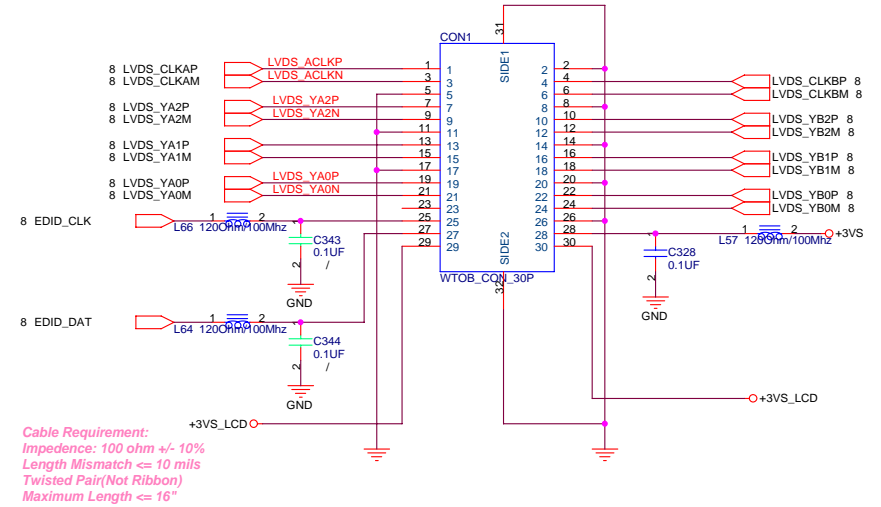 31
CON1
SIDE1
8 LVDS_CLKAP LVDS_ACLKP 1 1 2 2
8 LVDS_CLKAM LVDS_ACLKN 3 3 4 4 LVDS_CLKBP 8
5 5 6 6 LVDS_CLKBM 8
8 LVDS_YA2P LVDS_YA2P 7 7 8 8
8 LVDS_YA2M LVDS_YA2N 9 9 10 10 LVDS_YB2P 8
11 11 12 12 LVDS_YB2M 8
8 LVDS_YA1P 13 13 14 14
8 LVDS_YA1M 15 15 16 16 LVDS_YB1P 8
17 17 18 18 LVDS_YB1M 8
8 LVDS_YA0P LVDS_YA0P 19 19 20 20
8 LVDS_YA0M LVDS_YA0N 21 21 22 22 LVDS_YB0P 8
23 23 24 24 LVDS_YB0M 8
8 EDID_CLK 1 2 25 25 26 26
L66 120Ohm/100Mhz 27 27 28 28 1 2 +3VS
L57 120Ohm/100Mhz
29 29 30 30
SIDE2
1 C343 0.1UF / 2
GND
1 C328 0.1UF 2
GND
WTOB_CON_30P
32
8 EDID_DAT 1 2
L64 120Ohm/100Mhz
1 C344 0.1UF / 2
GND
+3VS_LCD
+3VS_LCD
Cable Requirement:
Impedence: 100 ohm +/- 10%
Length Mismatch <= 10 mils
Twisted Pair(Not Ribbon)
Maximum Length <= 16"